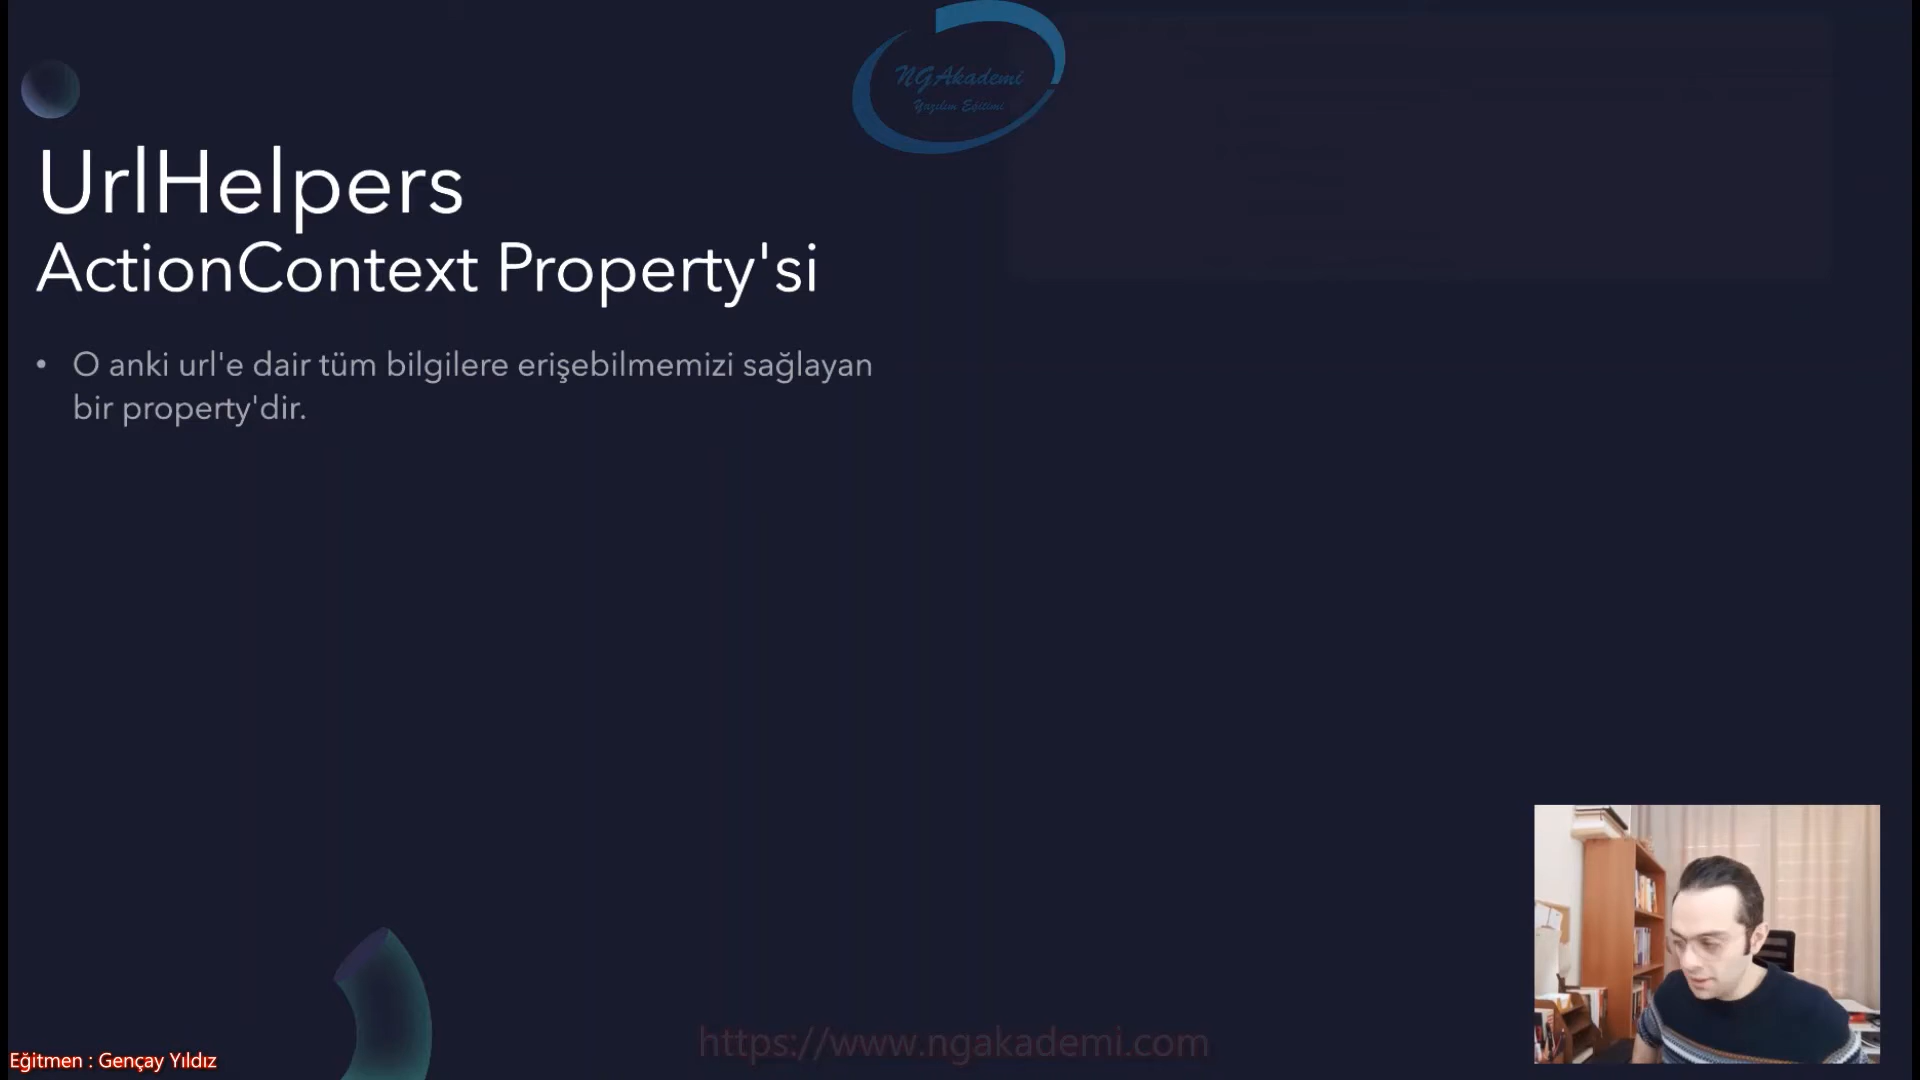 NGAkademi
Yazılım Eğitimi
UrlHelpers
ActionContext Property'si
• O anki url'e dair tüm bilgilere erişebilmemizi sağlayan
bir property'dir.
https://www.ngakademi.com
Eğitmen : Gençay Yıldız